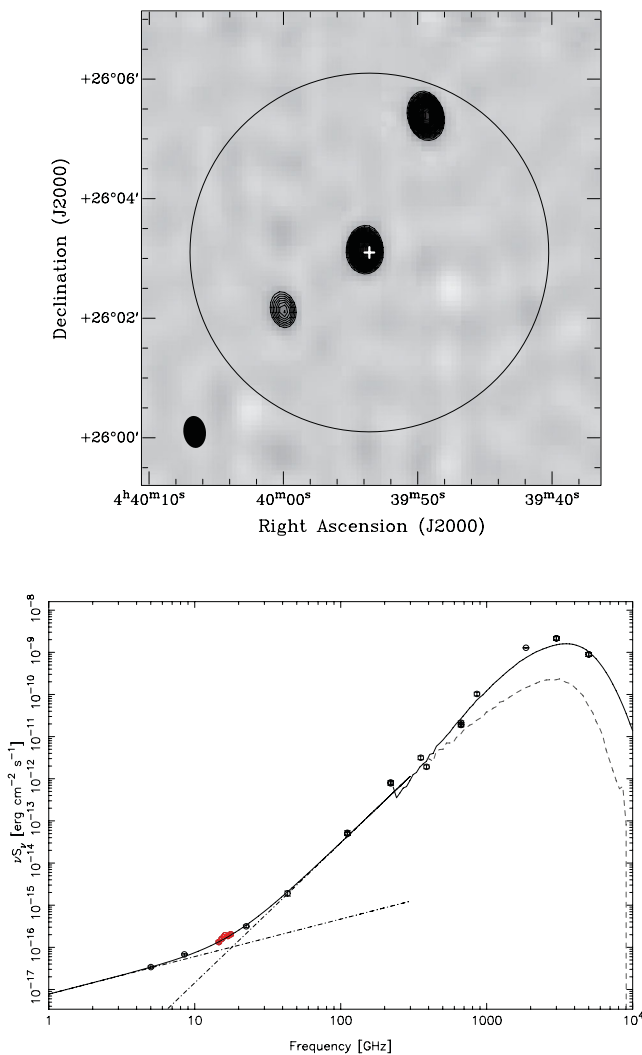 +26°06′
+26°04′
+26°02′
+26°00′
Declination (J2000)
4ʰ40ᵐ10ˢ 40ᵐ00ˢ 39ᵐ50ˢ 39ᵐ40ˢ
Right Ascension (J2000)
10⁻⁸
10⁻⁹
10⁻¹⁰
10⁻¹¹
10⁻¹²
10⁻¹³
10⁻¹⁴
10⁻¹⁵
10⁻¹⁶
10⁻¹⁷
νSᵥ [erg cm⁻² s⁻¹]
1 10 100 1000 10⁴
Frequency [GHz]